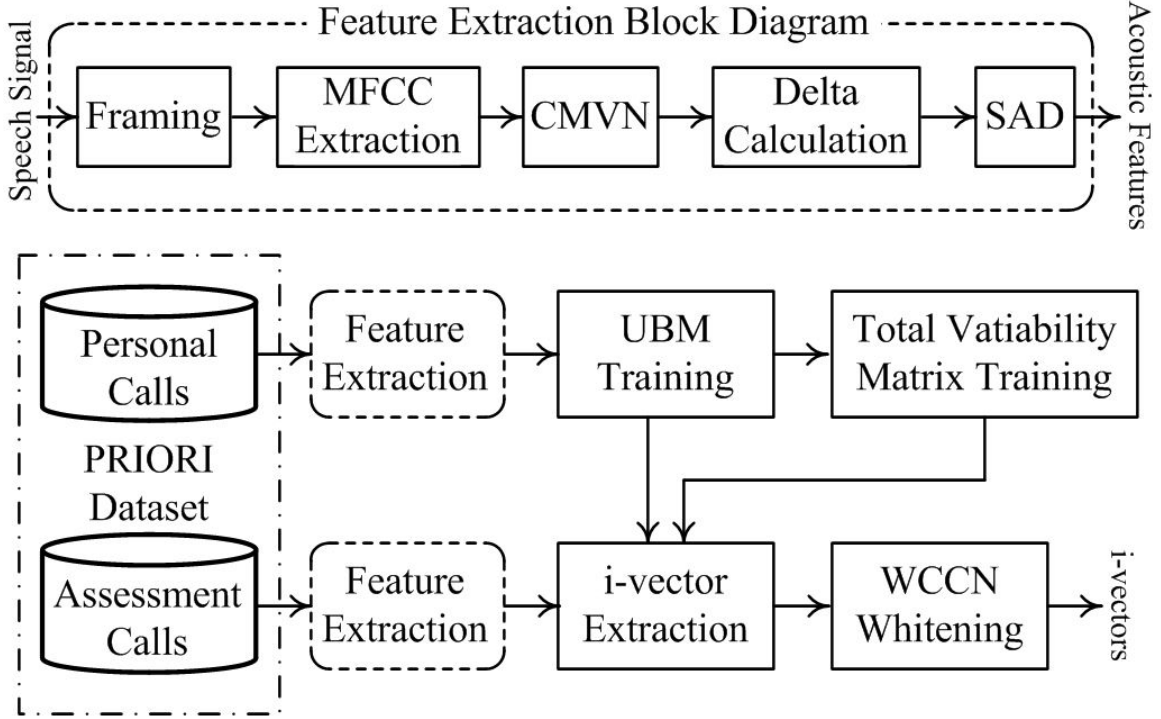 Feature Extraction Block Diagram
Speech Signal
Framing
MFCC
Extraction
CMVN
Delta
Calculation
SAD
Acoustic Features
Personal
Calls
PRIORI
Dataset
Assessment
Calls
Feature
Extraction
UBM
Training
Total Vatiability
Matrix Training
Feature
Extraction
i-vector
Extraction
WCCN
Whitening
i-vectors